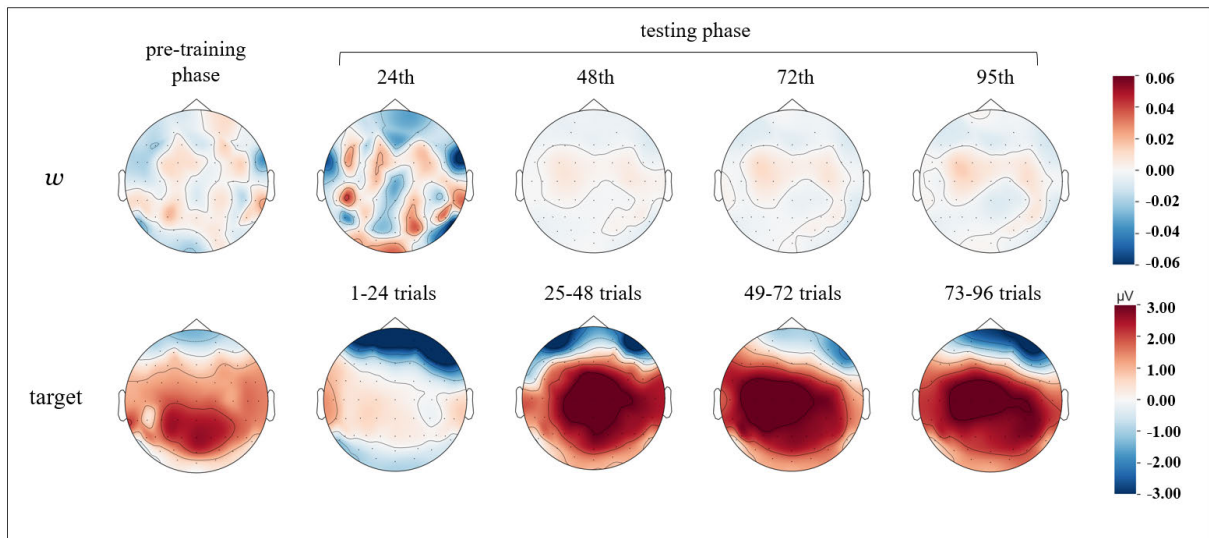 testing phase
pre-training
phase
24th
48th
72th
95th
w
0.06
0.04
0.02
0.00
-0.02
-0.04
-0.06
1-24 trials
25-48 trials
49-72 trials
73-96 trials
μV
target
3.00
2.00
1.00
0.00
-1.00
-2.00
-3.00